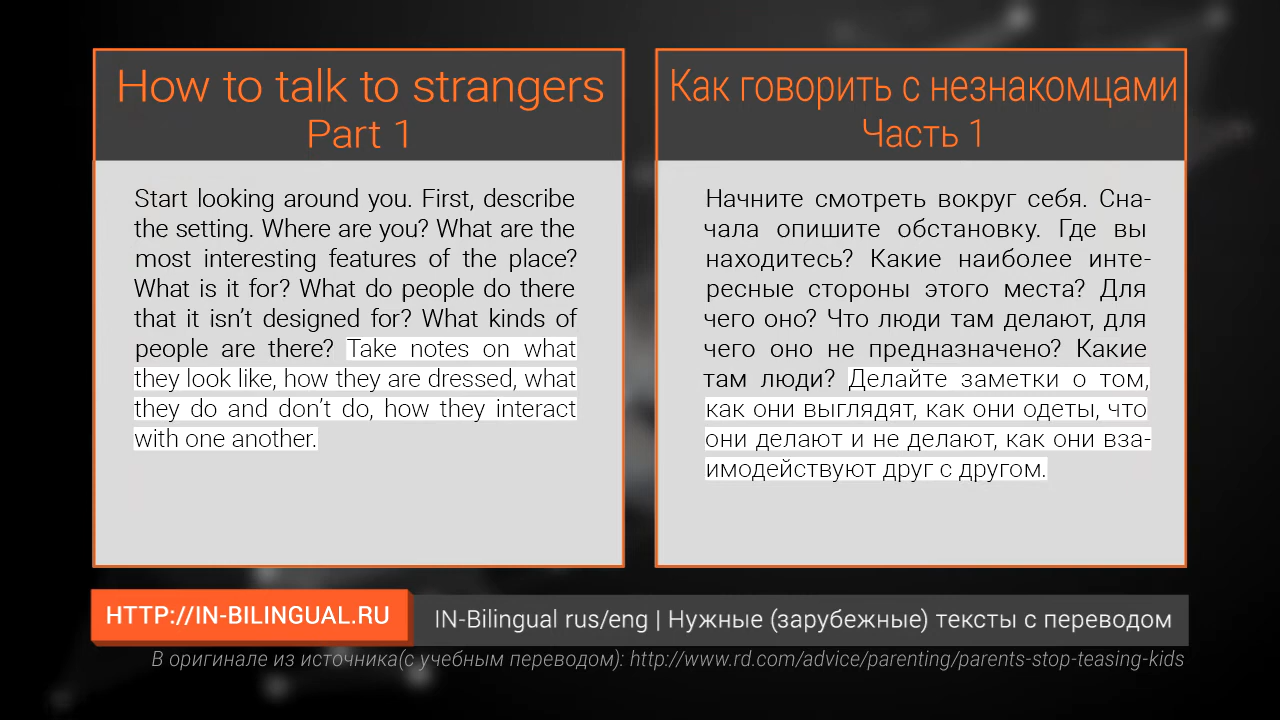 How to talk to strangers
Part 1
Start looking around you. First, describe
the setting. Where are you? What are the
most interesting features of the place?
What is it for? What do people do there
that it isn't designed for? What kinds of
people are there? Take notes on what
they look like, how they are dressed, what
they do and don't do, how they interact
with one another.
Как говорить с незнакомцами
Часть 1
Начните смотреть вокруг себя. Сна-
чала опишите обстановку. Где вы
находитесь? Какие наиболее инте-
ресные стороны этого места? Для
чего оно? Что люди там делают, для
чего оно не предназначено? Какие
там люди? Делайте заметки о том,
как они выглядят, как они одеты, что
они делают и не делают, как они вза-
имодействуют друг с другом.
HTTP://IN-BILINGUAL.RU
IN-Bilingual rus/eng | Нужные (зарубежные) тексты с переводом
В оригинале из источника(с учебным переводом): http://www.rd.com/advice/parenting/parents-stop-teasing-kids